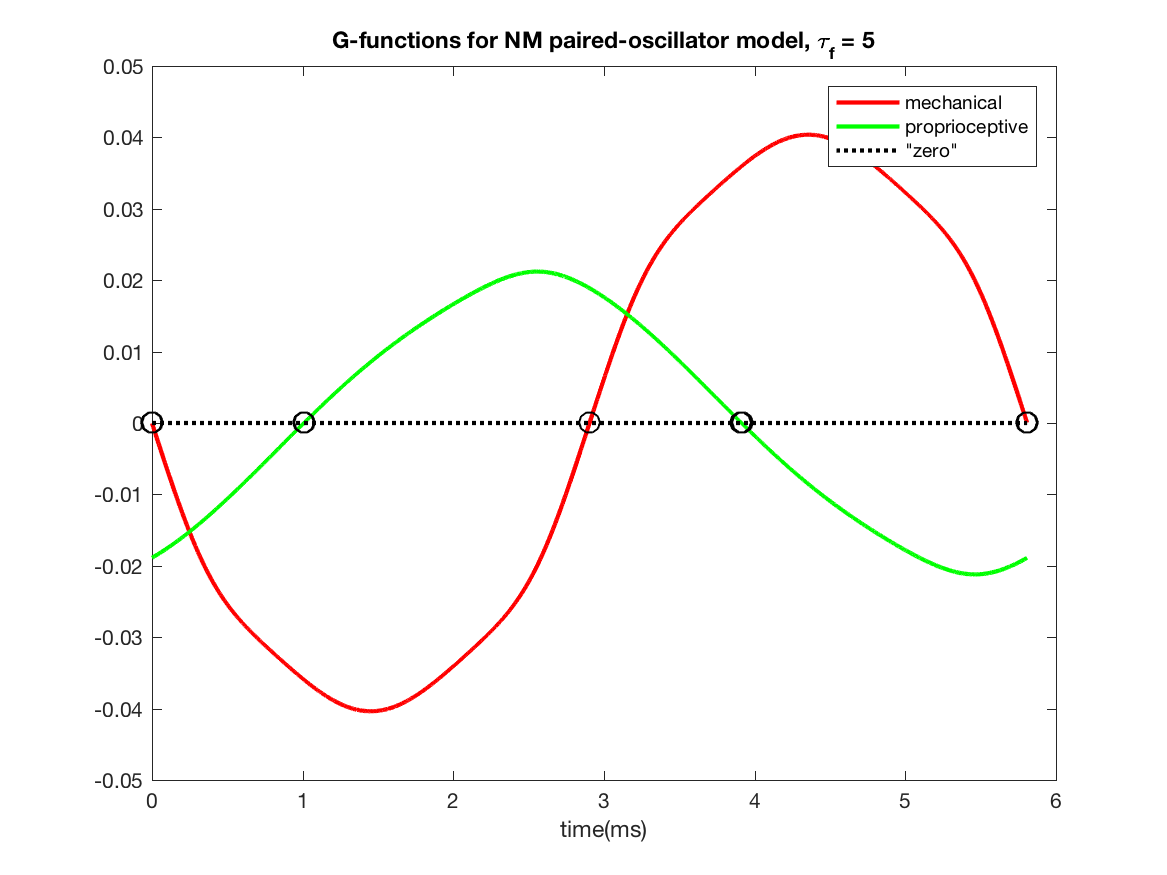 G-functions for NM paired-oscillator model, τf = 5
0.05
0.04
0.03
0.02
0.01
0
-0.01
-0.02
-0.03
-0.04
-0.05
mechanical
proprioceptive
"zero"
0 1 2 3 4 5 6
time(ms)